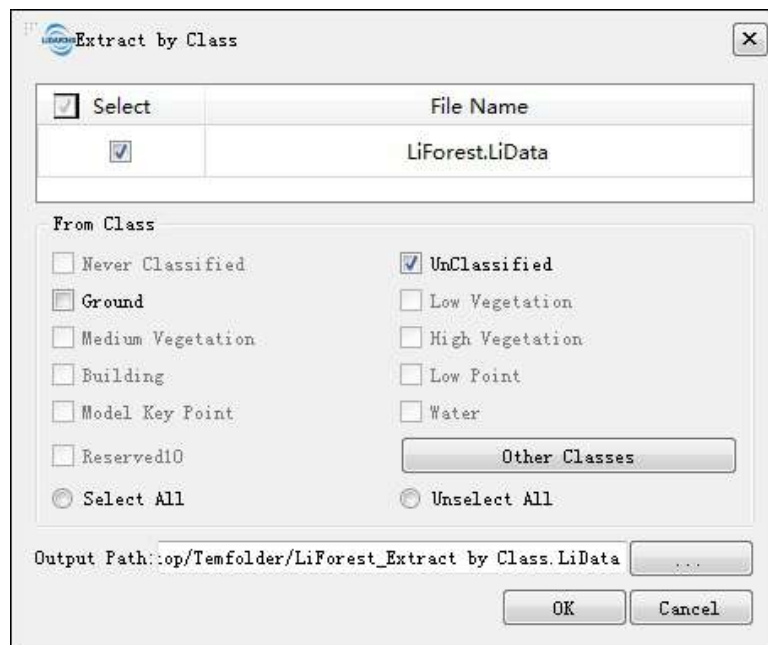 Extract by Class
Select File Name
LiForest.LiData
From Class
Never Classified UnClassified
Ground Low Vegetation
Medium Vegetation High Vegetation
Building Low Point
Model Key Point Water
Reserved10 Other Classes
Select All Unselect All
Output Path: :op/Temfolder/LiForest_Extract by Class.LiData ...
OK Cancel